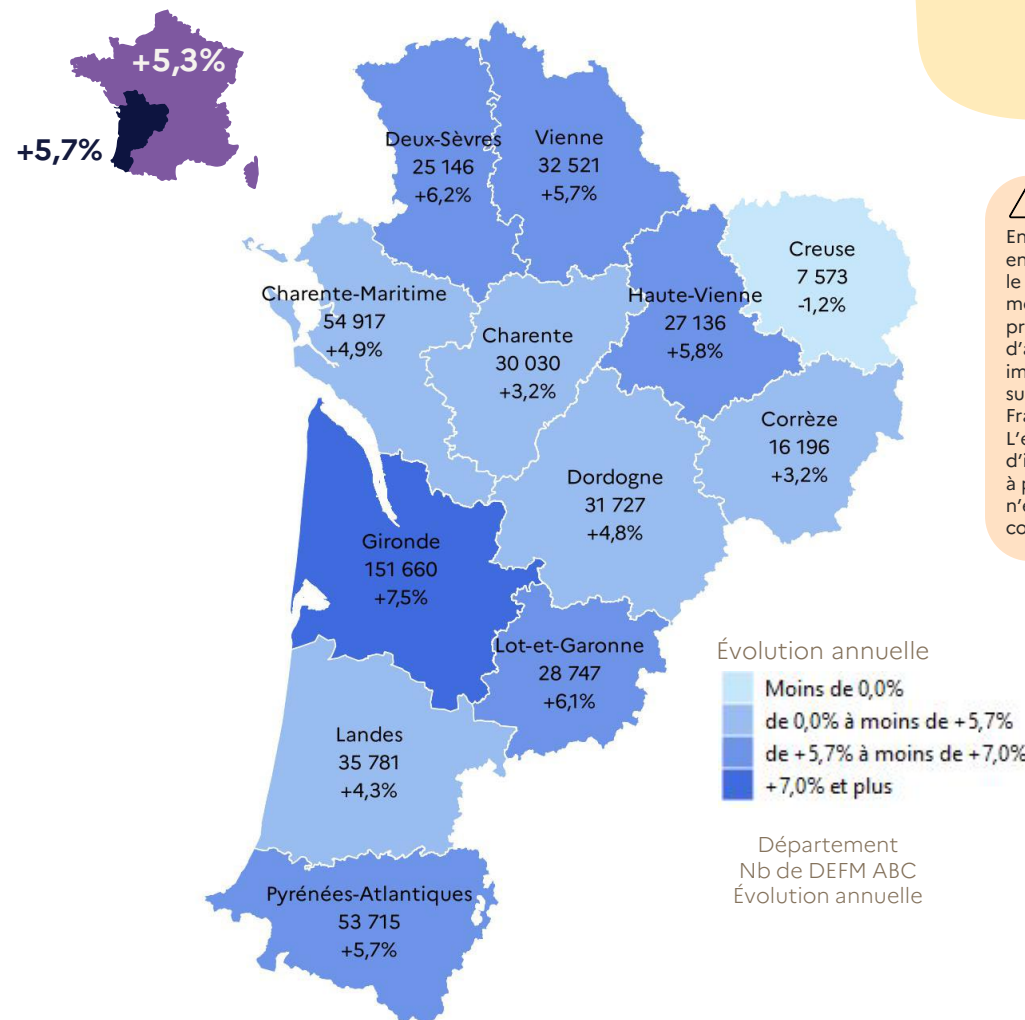 +5,3%
+5,7%
Deux-Sèvres
25 146
+6,2%
Vienne
32 521
+5,7%
Creuse
7 573
-1,2%
Charente-Maritime
54 917
+4,9%
Charente
30 030
+3,2%
Haute-Vienne
27 136
+5,8%
Corrèze
16 196
+3,2%
Dordogne
31 727
+4,8%
Gironde
151 660
+7,5%
Lot-et-Garonne
28 747
+6,1%
Landes
35 781
+4,3%
Pyrénées-Atlantiques
53 715
+5,7%
Évolution annuelle
Moins de 0,0%
de 0,0% à moins de +5,7%
de +5,7% à moins de +7,0%
+7,0% et plus
Département
Nb de DEFM ABC
Évolution annuelle
En
en
le
d'a
su
L'e
d'i
à p
n'e